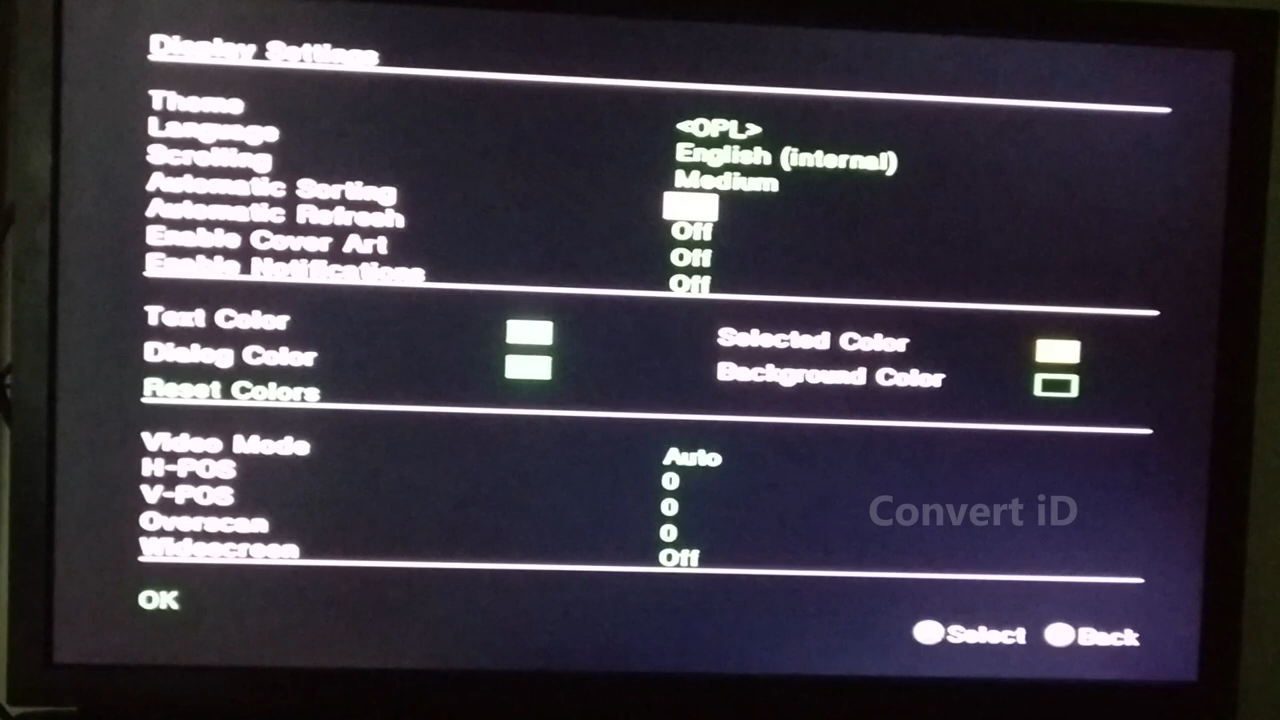 Display Settings
Theme <OPL>
Language English (internal)
Scrolling Medium
Automatic Sorting
Automatic Refresh Off
Enable Cover Art Off
Enable Notifications Off
Text Color Selected Color
Dialog Color Background Color
Reset Colors
Video Mode Auto
H-POS 0
V-POS 0
Overscan 0
Widescreen Off
Convert iD
OK
Select Back